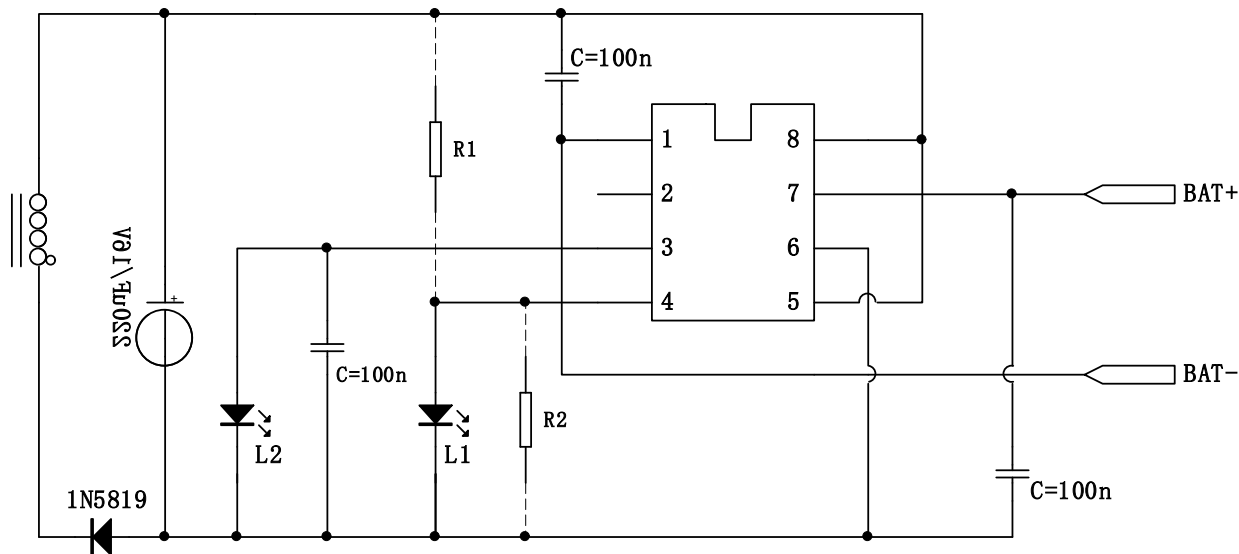 C=100n
R1
1 8
2 7
3 6
4 5
BAT+
220uF/16V
+
C=100n
BAT-
L2
L1
R2
1N5819
C=100n